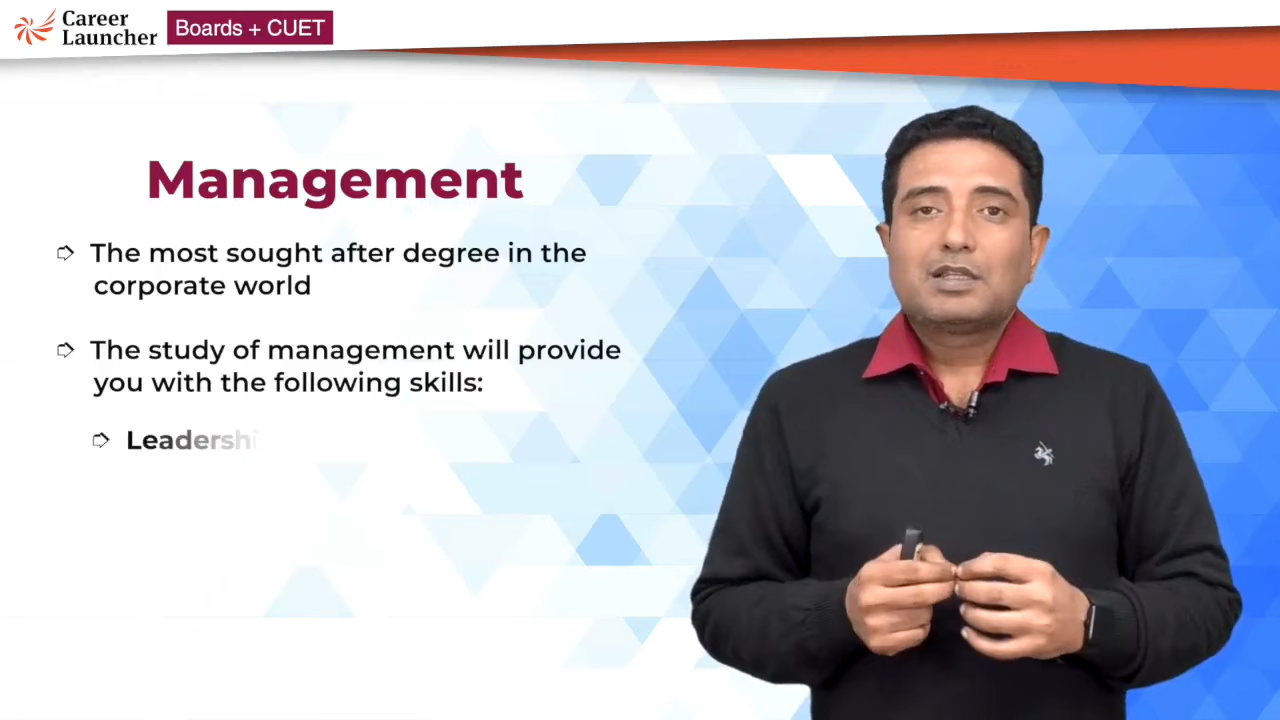 Career
Launcher
Boards + CUET
Management
➩ The most sought after degree in the
corporate world
➩ The study of management will provide
you with the following skills:
➩ Leadershi